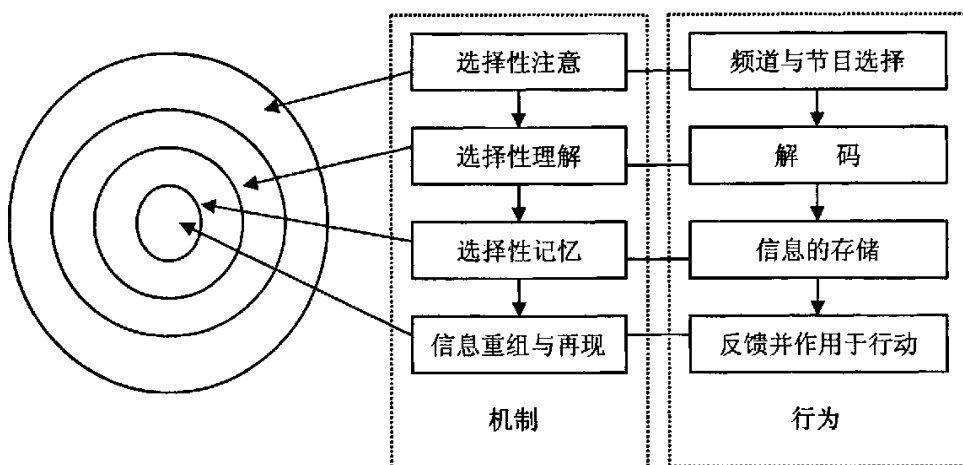 选择性注意
频道与节目选择
选择性理解
解 码
选择性记忆
信息的存储
信息重组与再现
反馈并作用于行动
机制
行为